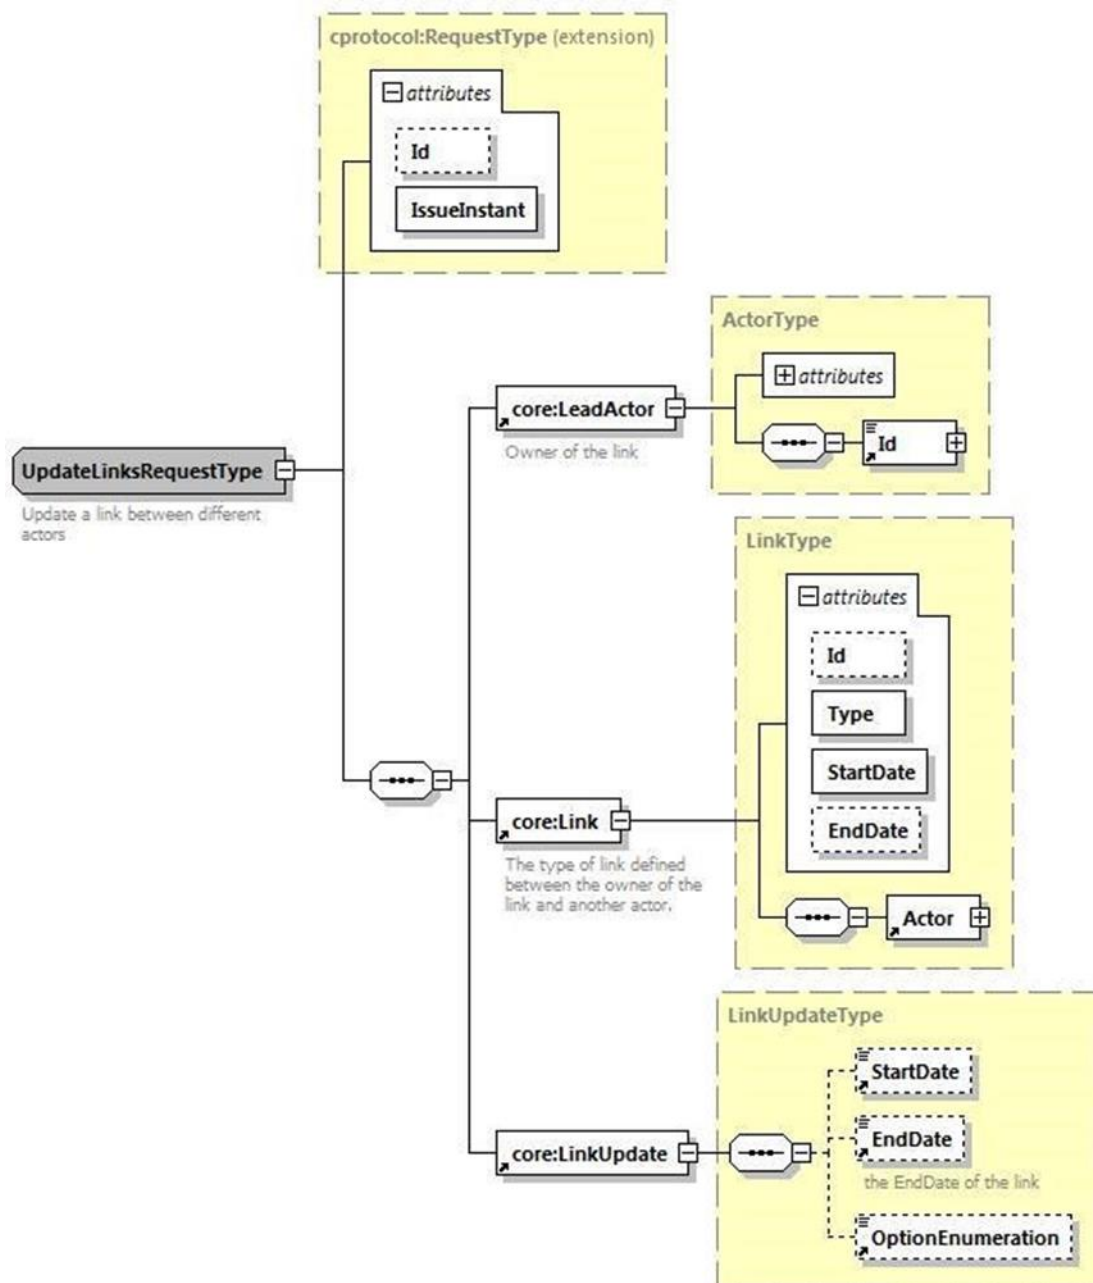 cprotocol:RequestType (extension)
attributes
Id
IssueInstant
ActorType
attributes
core:LeadActor
Owner of the link
Id
UpdateLinksRequestType
Update a link between different
actors
LinkType
attributes
Id
Type
StartDate
EndDate
core:Link
The type of link defined
between the owner of the
link and another actor.
Actor
LinkUpdateType
StartDate
EndDate
the EndDate of the link
core:LinkUpdate
OptionEnumeration